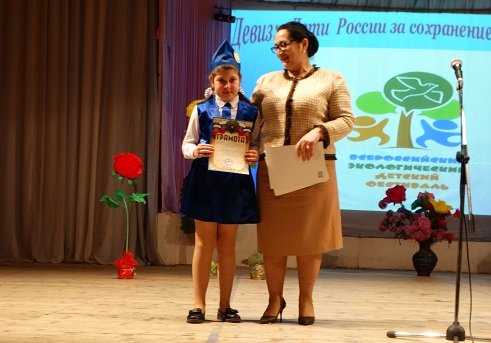 Девиз: Дети России за сохранение
ВСЕРОССИЙСКИЙ
ЭКОЛОГИЧЕСКИЙ
ДЕТСКИЙ
ФЕСТИВАЛЬ
ГРАМОТА